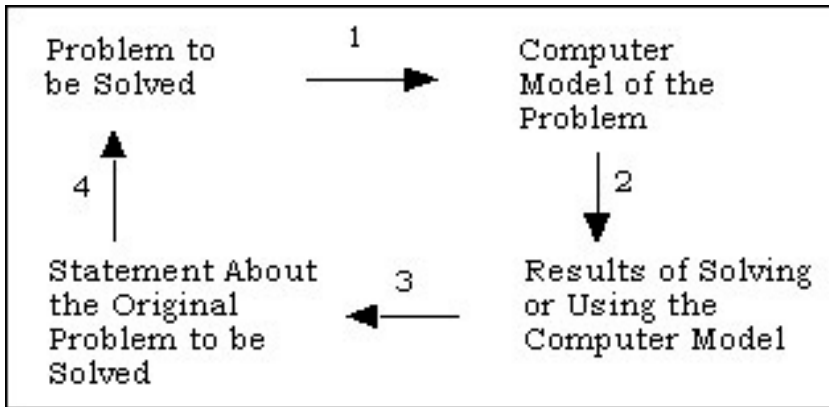 Problem to
be Solved
1
Computer
Model of the
Problem
2
Results of Solving
or Using the
Computer Model
3
Statement About
the Original
Problem to be
Solved
4